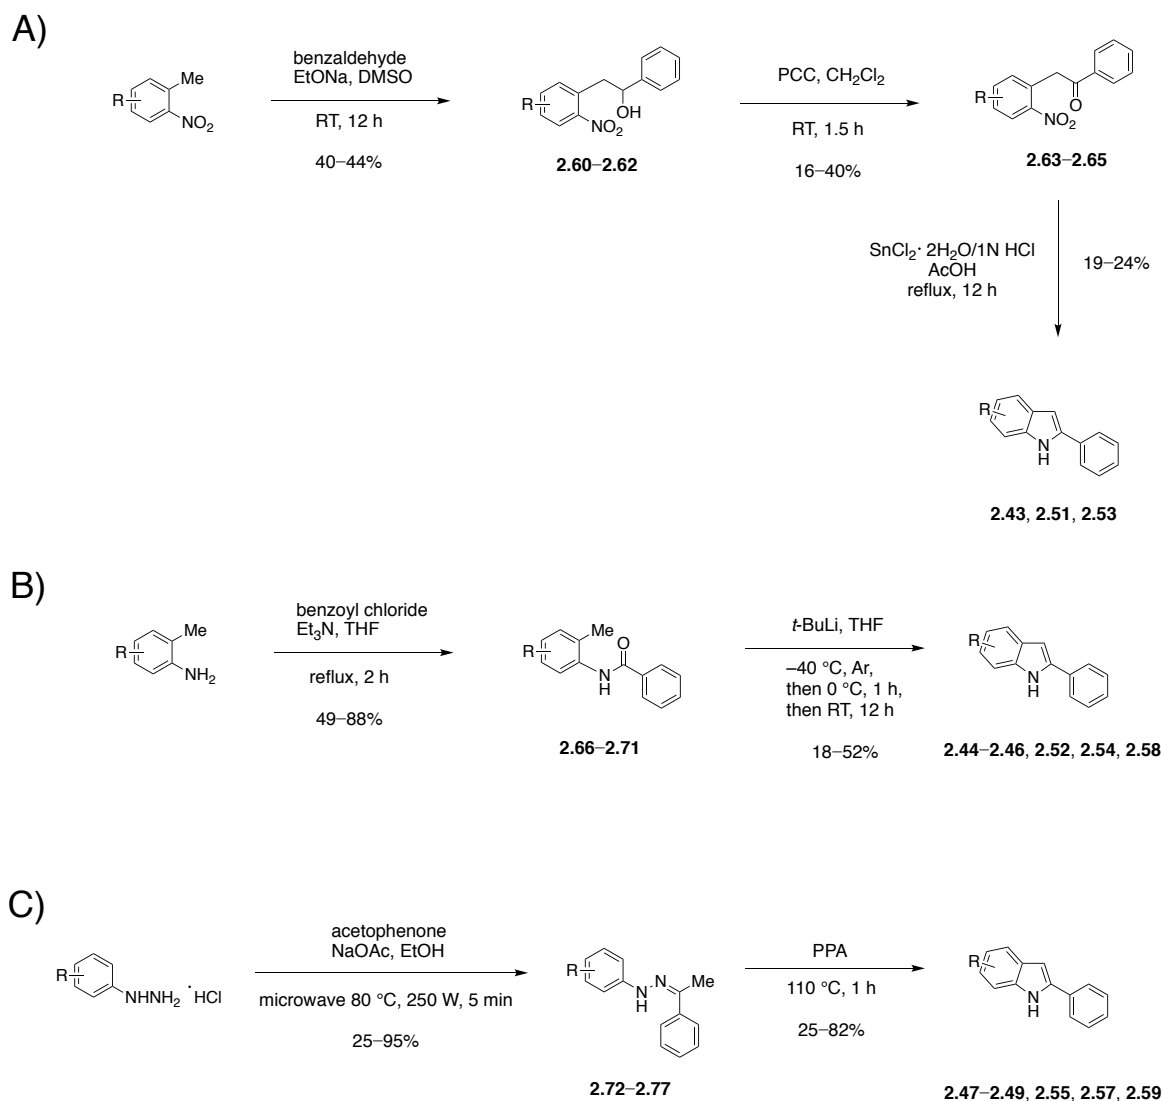 A)
benzaldehyde
EtONa, DMSO
RT, 12 h
40–44%
R
Me
NO2
R
NO2
OH
2.60–2.62
PCC, CH2Cl2
RT, 1.5 h
16–40%
R
O
NO2
2.63–2.65
SnCl2· 2H2O/1N HCl
AcOH
reflux, 12 h
19–24%
R
N
H
2.43, 2.51, 2.53
B)
R
Me
NH2
benzoyl chloride
Et3N, THF
reflux, 2 h
49–88%
R
Me
O
N
H
2.66–2.71
t-BuLi, THF
–40 °C, Ar,
then 0 °C, 1 h,
then RT, 12 h
18–52%
R
N
H
2.44–2.46, 2.52, 2.54, 2.58
C)
R
NHNH2 · HCl
acetophenone
NaOAc, EtOH
microwave 80 °C, 250 W, 5 min
25–95%
R
N
H
N
Me
2.72–2.77
PPA
110 °C, 1 h
25–82%
R
N
H
2.47–2.49, 2.55, 2.57, 2.59